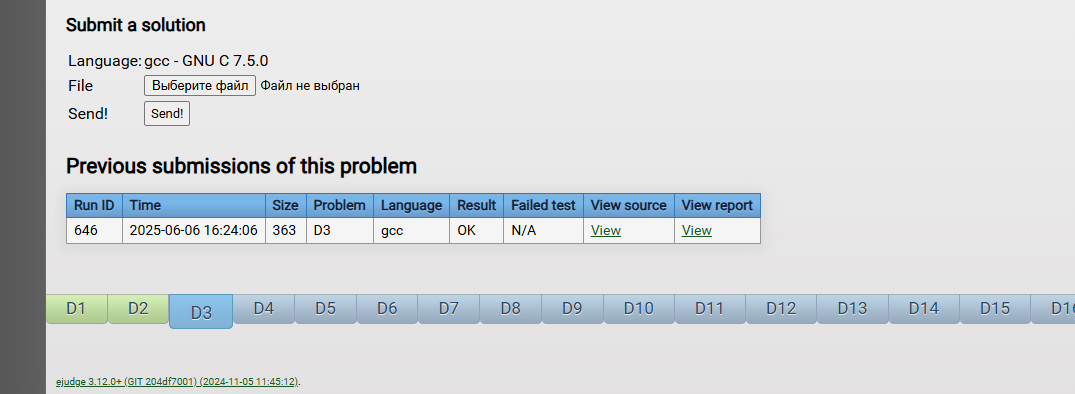 Submit a solution
Language: gcc - GNU C 7.5.0
File Выберите файл Файл не выбран
Send! Send!
Previous submissions of this problem
Run ID Time Size Problem Language Result Failed test View source View report
646 2025-06-06 16:24:06 363 D3 gcc OK N/A View View
D1 D2 D3 D4 D5 D6 D7 D8 D9 D10 D11 D12 D13 D14 D15
ejudge 3.12.0+ (GIT 204df7001) (2024-11-05 11:45:12).